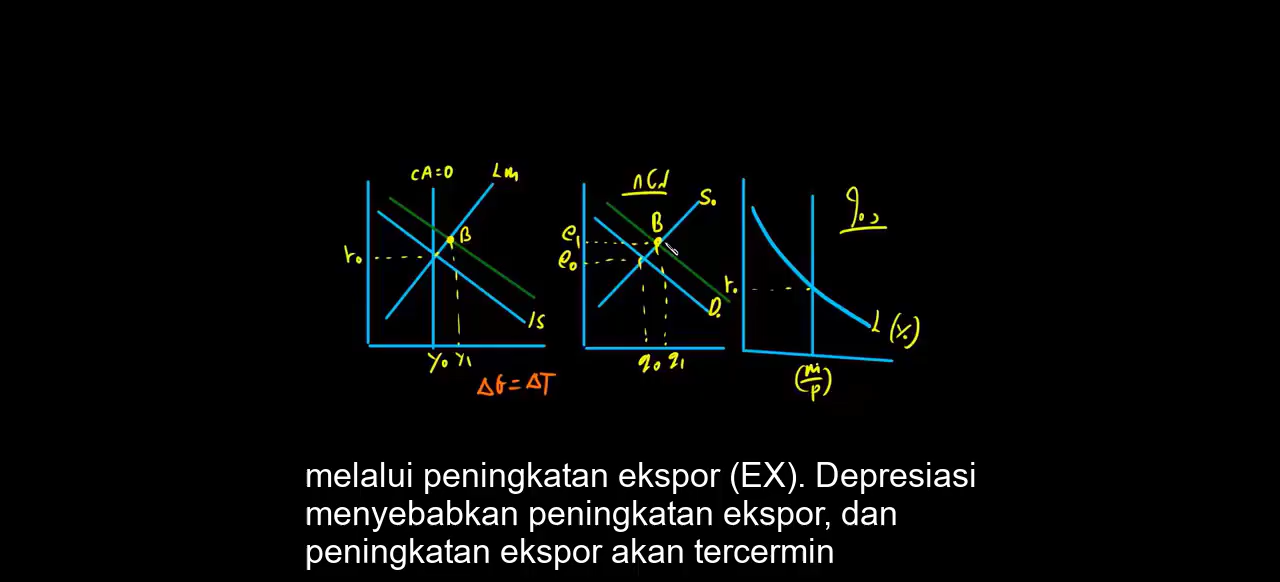 CA=0
LM
B
r₀
IS
Y₀ Y₁
ΔG = ΔT
S₀
B
e₁
e₀
D₀
q₀ q₁
r₀
L (Y₀)
(M/P)
melalui peningkatan ekspor (EX). Depresiasi
menyebabkan peningkatan ekspor, dan
peningkatan ekspor akan tercermin